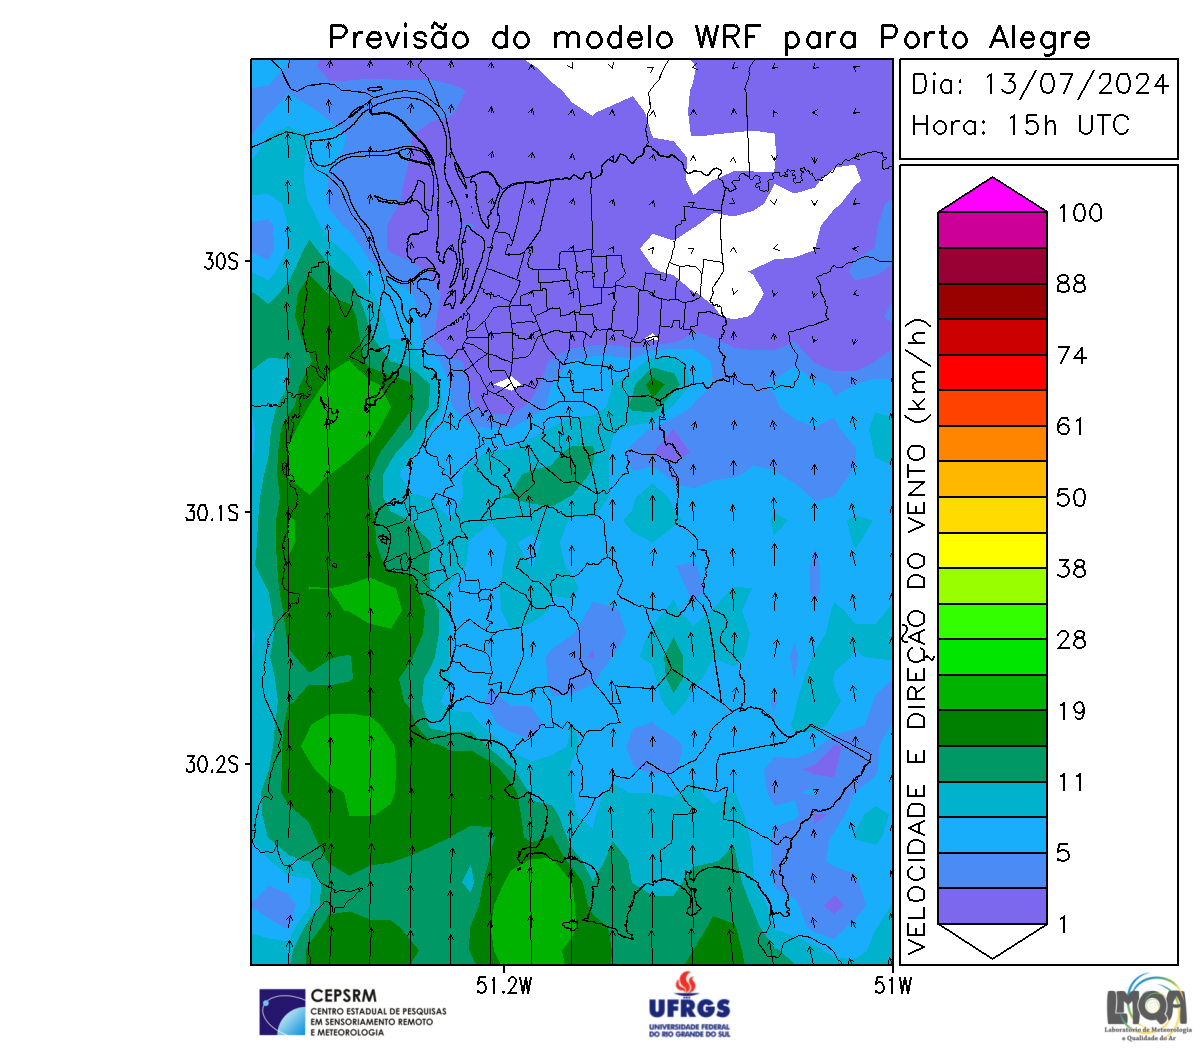 Previsão do modelo WRF para Porto Alegre
Dia: 13/07/2024
Hora: 15h UTC
100
88
74
61
50
38
28
19
11
5
1
VELOCIDADE E DIREÇÃO DO VENTO (km/h)
30S
30.1S
30.2S
51.2W
51W
CEPSRM
CENTRO ESTADUAL DE PESQUISAS
EM SENSORIAMENTO REMOTO
E METEOROLOGIA
UFRGS
UNIVERSIDADE FEDERAL
DO RIO GRANDE DO SUL
LMQA
Laboratório de Meteorologia
e Qualidade do Ar